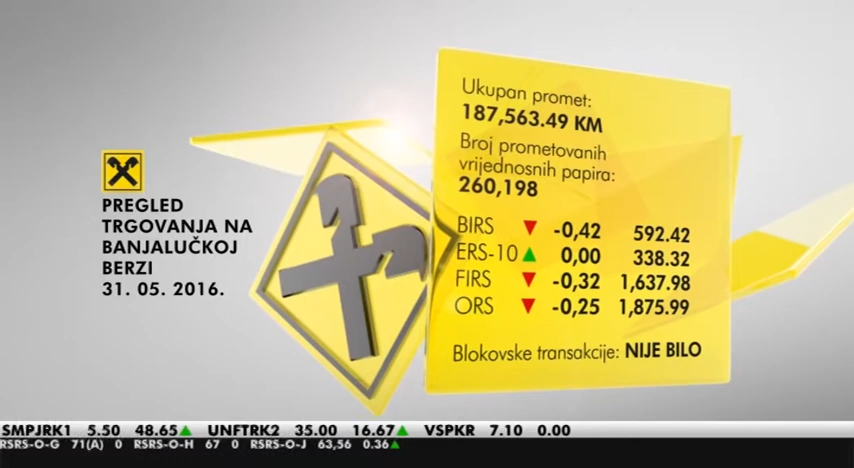 PREGLED
TRGOVANJA NA
BANJALUČKOJ
BERZI
31. 05. 2016.
Ukupan promet:
187,563.49 KM
Broj prometovanih
vrijednosnih papira:
260,198
BIRS ▼ -0,42 592.42
ERS-10 ▲ 0,00 338.32
FIRS ▼ -0,32 1,637.98
ORS ▼ -0,25 1,875.99
Blokovske transakcije: NIJE BILO
SMPJRK1 5.50 48.65▲ UNFTRK2 35.00 16.67▲ VSPKR 7.10 0.00
RSRS-O-G 71(A) 0 RSRS-O-H 67 0 RSRS-O-J 63,56 0.36▲